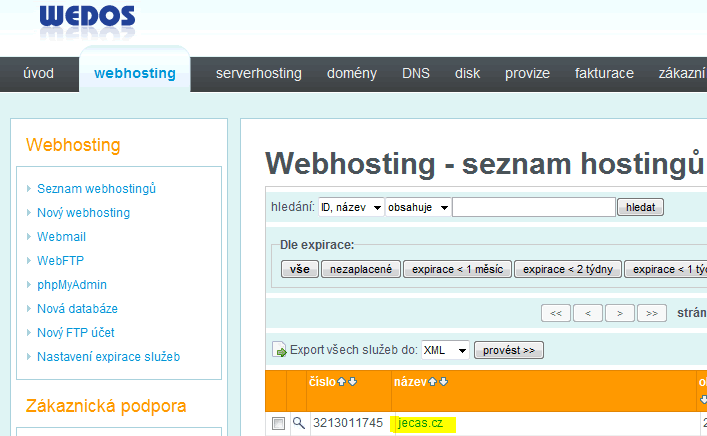 WEDOS
úvod webhosting serverhosting domény DNS disk provize fakturace zákazní
Webhosting
Seznam webhostingů
Nový webhosting
Webmail
WebFTP
phpMyAdmin
Nová databáze
Nový FTP účet
Nastavení expirace služeb
Zákaznická podpora
Webhosting - seznam hostingů
hledání: ID, název obsahuje hledat
Dle expirace:
vše nezaplacené expirace < 1 měsíc expirace < 2 týdny expirace < 1 tý
<< < > >> strán
Export všech služeb do: XML provést >>
číslo název
3213011745 jecas.cz